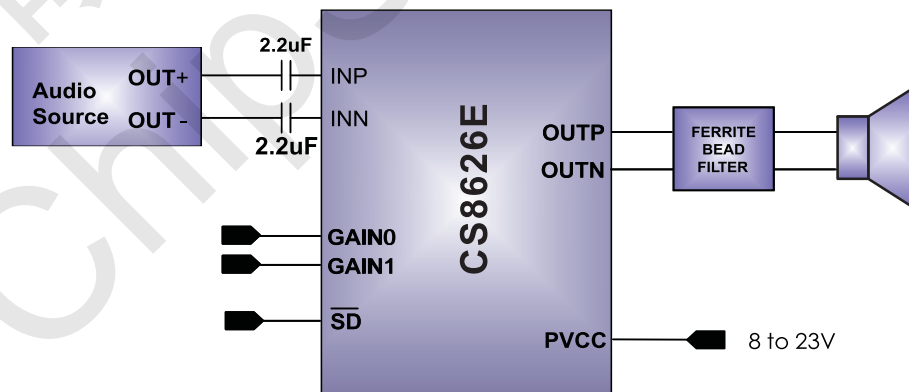 2.2uF
Audio
Source
OUT+
OUT-
2.2uF
INP
INN
GAIN0
GAIN1
SD
CS8626E
OUTP
OUTN
PVCC
FERRITE
BEAD
FILTER
8 to 23V
Chips